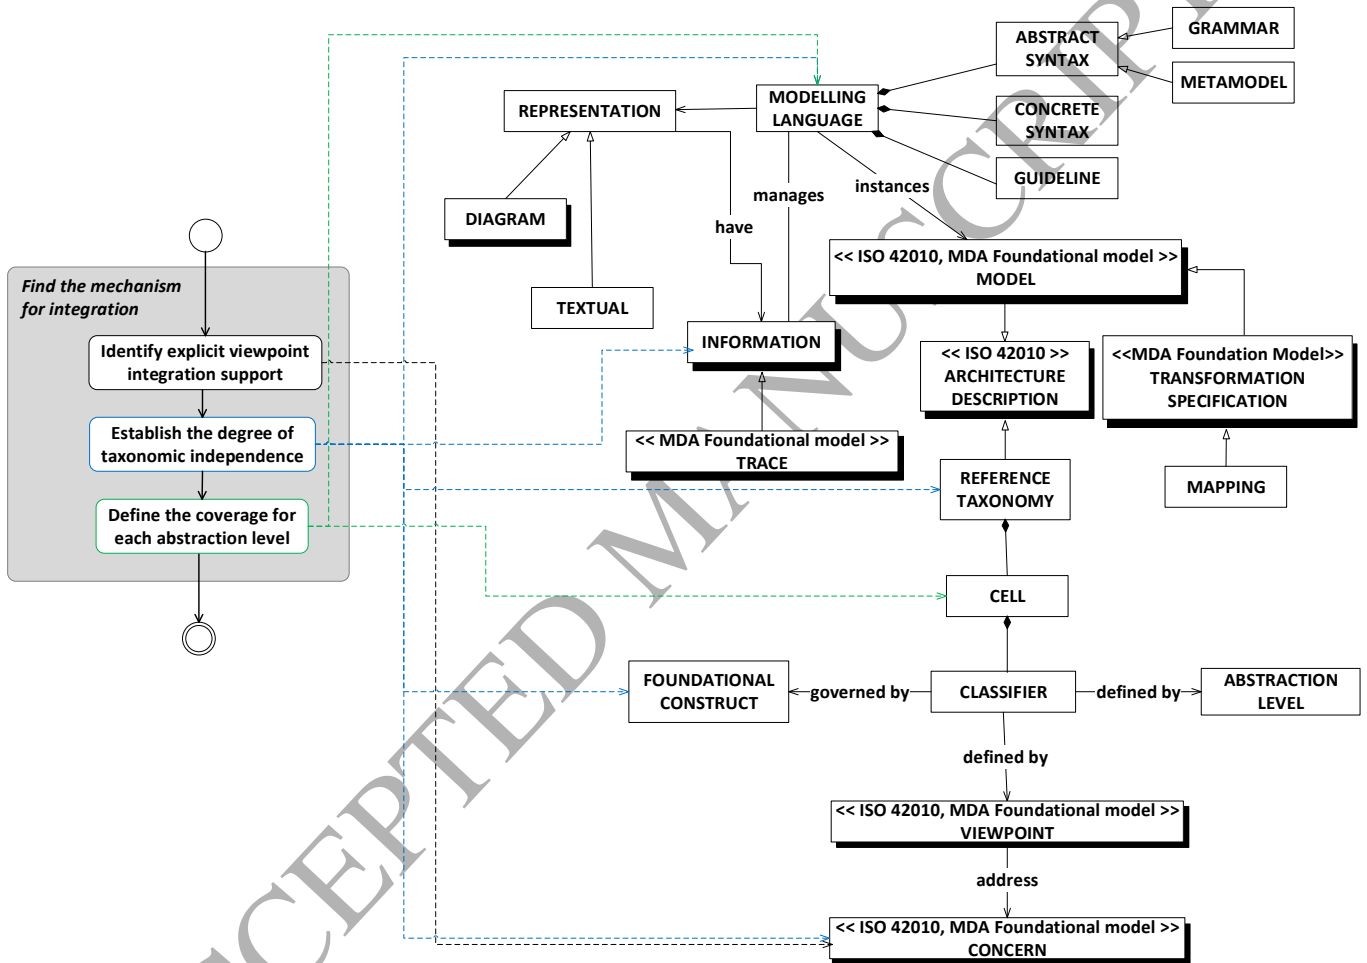 ABSTRACT
SYNTAX
GRAMMAR
METAMODEL
MODELLING
LANGUAGE
REPRESENTATION
CONCRETE
SYNTAX
GUIDELINE
manages
instances
DIAGRAM
have
<< ISO 42010, MDA Foundational model >>
MODEL
Find the mechanism
for integration
TEXTUAL
INFORMATION
Identify explicit viewpoint
integration support
<< ISO 42010 >>
ARCHITECTURE
DESCRIPTION
<<MDA Foundation Model>>
TRANSFORMATION
SPECIFICATION
Establish the degree of
taxonomic independence
<< MDA Foundational model >>
TRACE
REFERENCE
TAXONOMY
MAPPING
Define the coverage for
each abstraction level
CELL
FOUNDATIONAL
CONSTRUCT
governed by
CLASSIFIER
defined by
ABSTRACTION
LEVEL
defined by
<< ISO 42010, MDA Foundational model >>
VIEWPOINT
address
<< ISO 42010, MDA Foundational model >>
CONCERN
CCEPTED MANUSCRIP